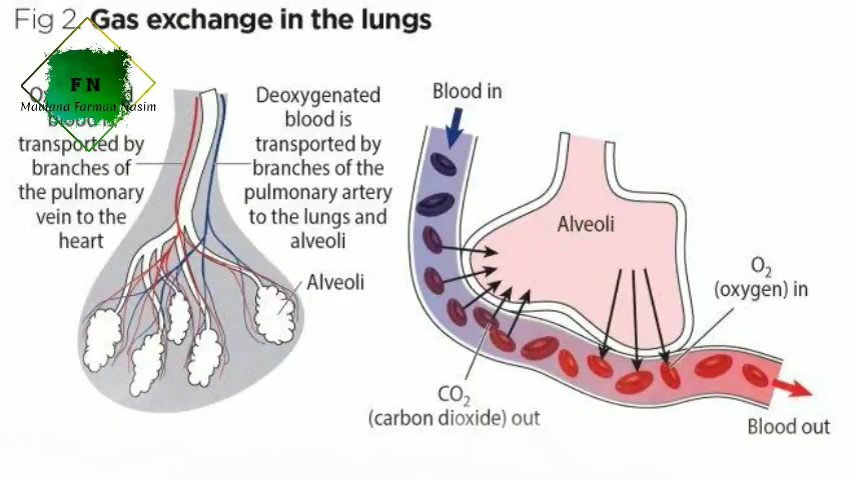 Fig 2. Gas exchange in the lungs
FN
Maulana Farman Nasim
transported by
branches of
the pulmonary
vein to the
heart
Deoxygenated
blood is
transported by
branches of the
pulmonary artery
to the lungs and
alveoli
Alveoli
Blood in
Alveoli
O2
(oxygen) in
CO2
(carbon dioxide) out
Blood out